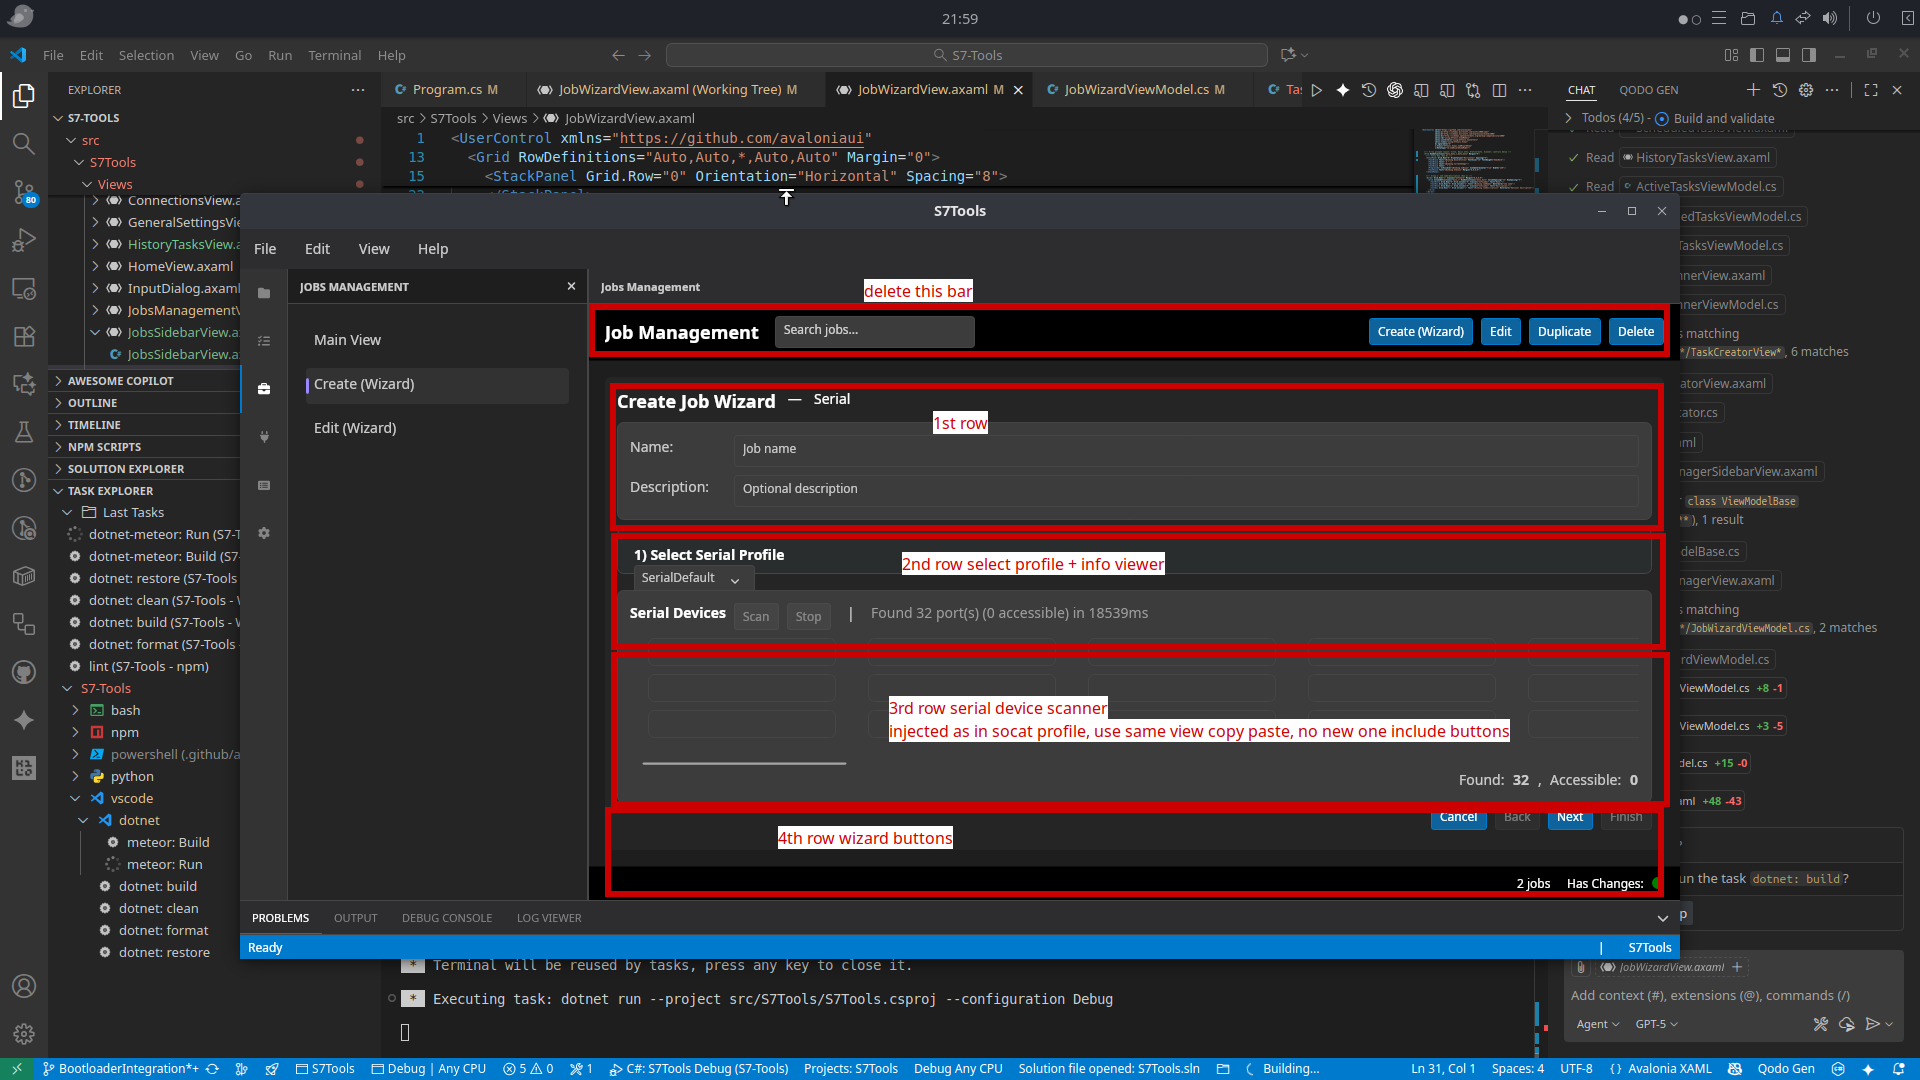 21:59
File Edit Selection View Go Run Terminal Help
S7-Tools
EXPLORER
S7-TOOLS
src
S7Tools
Views
ConnectionsView.a
GeneralSettingsVie
HistoryTasksView.a
HomeView.axaml
InputDialog.axaml
JobsManagementV
JobsSidebarView.a
JobsSidebarView.a
AWESOME COPILOT
OUTLINE
TIMELINE
NPM SCRIPTS
SOLUTION EXPLORER
TASK EXPLORER
Last Tasks
dotnet-meteor: Run (S7-T
dotnet-meteor: Build (S7-
dotnet: restore (S7-Tools
dotnet: clean (S7-Tools - W
dotnet: build (S7-Tools - W
dotnet: format (S7-Tools -
lint (S7-Tools - npm)
S7-Tools
bash
npm
powershell (.github/a
python
vscode
dotnet
meteor: Build
meteor: Run
dotnet: build
dotnet: clean
dotnet: format
dotnet: restore
80
Program.cs M
JobWizardView.axaml (Working Tree) M
JobWizardView.axaml M
JobWizardViewModel.cs M
Tas
src > S7Tools > Views > JobWizardView.axaml
1 <UserControl xmlns="https://github.com/avaloniaui"
13 <Grid RowDefinitions="Auto,Auto,*,Auto,Auto" Margin="0">
15 <StackPanel Grid.Row="0" Orientation="Horizontal" Spacing="8">
S7Tools
File Edit View Help
JOBS MANAGEMENT
Main View
Create (Wizard)
Edit (Wizard)
Jobs Management
delete this bar
Job Management
Search jobs...
Create (Wizard) Edit Duplicate Delete
Create Job Wizard — Serial
1st row
Name: Job name
Description: Optional description
1) Select Serial Profile
2nd row select profile + info viewer
SerialDefault
Serial Devices Scan Stop | Found 32 port(s) (0 accessible) in 18539ms
3rd row serial device scanner
injected as in socat profile, use same view copy paste, no new one include buttons
Found: 32 , Accessible: 0
Cancel Back Next Finish
4th row wizard buttons
2 jobs Has Changes:
PROBLEMS OUTPUT DEBUG CONSOLE LOG VIEWER
Ready | S7Tools
* Terminal will be reused by tasks, press any key to close it.
* Executing task: dotnet run --project src/S7Tools/S7Tools.csproj --configuration Debug
CHAT QODO GEN
Todos (4/5) - Build and validate
Read HistoryTasksView.axaml
Read ActiveTasksViewModel.cs
edTasksViewModel.cs
TasksViewModel.cs
nnerView.axaml
nnerViewModel.cs
s matching
*/TaskCreatorView*, 6 matches
atorView.axaml
ator.cs
ml
nagerSidebarView.axaml
class ViewModelBase
**), 1 result
delBase.cs
nagerView.axaml
s matching
*/JobWizardViewModel.cs, 2 matches
rdViewModel.cs
ViewModel.cs +8 -1
ViewModel.cs +3 -5
del.cs +15 -0
ml +48 -43
?
un the task dotnet: build?
p
JobWizardView.axaml +
Add context (#), extensions (@), commands (/)
Agent GPT-5
BootloaderIntegration*+ S7Tools Debug | Any CPU 5 0 1 C#: S7Tools Debug (S7-Tools) Projects: S7Tools Debug Any CPU Solution file opened: S7Tools.sln Building... Ln 31, Col 1 Spaces: 4 UTF-8 {} Avalonia XAML Qodo Gen